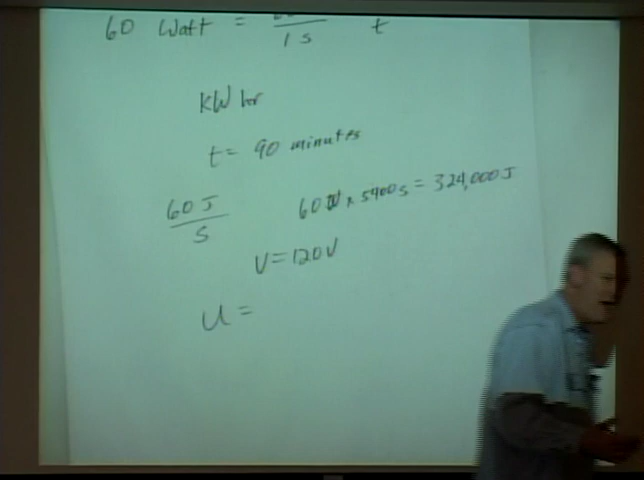 60 Watt = / 1 s t
kW hr
t = 90 minutes
60 J / s 60 W x 5400 s = 324,000 J
V = 120 V
U =